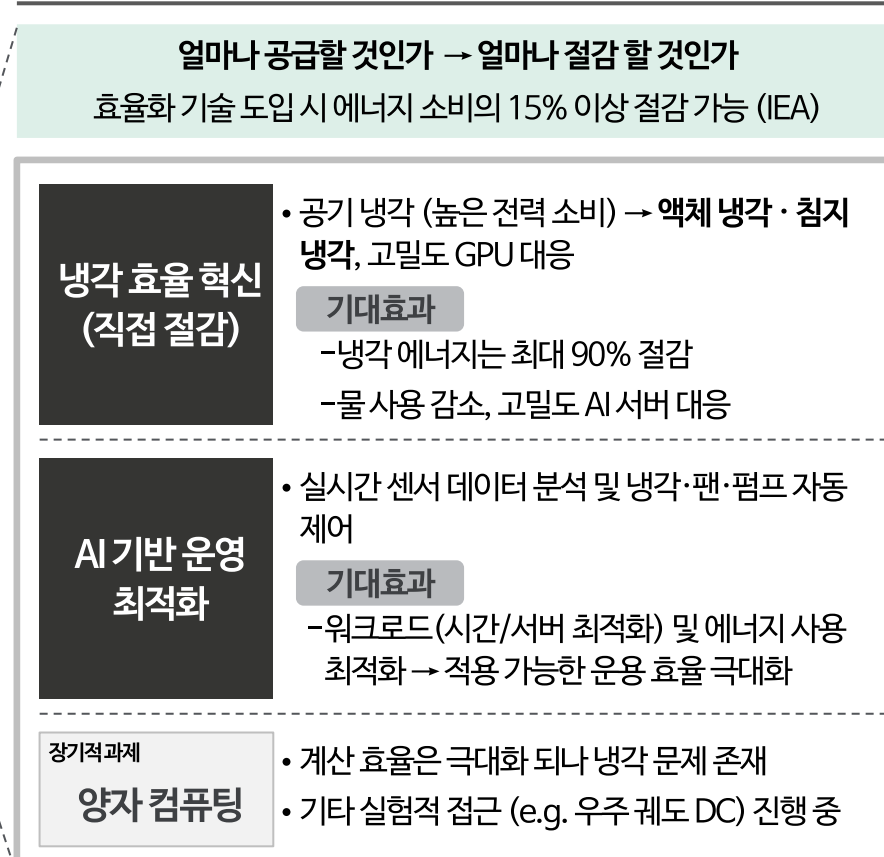 얼마나 공급할 것인가 → 얼마나 절감 할 것인가
효율화 기술 도입 시 에너지 소비의 15% 이상 절감 가능 (IEA)
냉각 효율 혁신
(직접 절감)
• 공기 냉각 (높은 전력 소비) → 액체 냉각 · 침지
냉각, 고밀도 GPU 대응
기대효과
–냉각 에너지는 최대 90% 절감
–물 사용 감소, 고밀도 AI 서버 대응
AI 기반 운영
최적화
• 실시간 센서 데이터 분석 및 냉각·팬·펌프 자동
제어
기대효과
–워크로드(시간/서버 최적화) 및 에너지 사용
최적화 → 적용 가능한 운용 효율 극대화
장기적 과제
양자 컴퓨팅
• 계산 효율은 극대화 되나 냉각 문제 존재
• 기타 실험적 접근 (e.g. 우주 궤도 DC) 진행 중